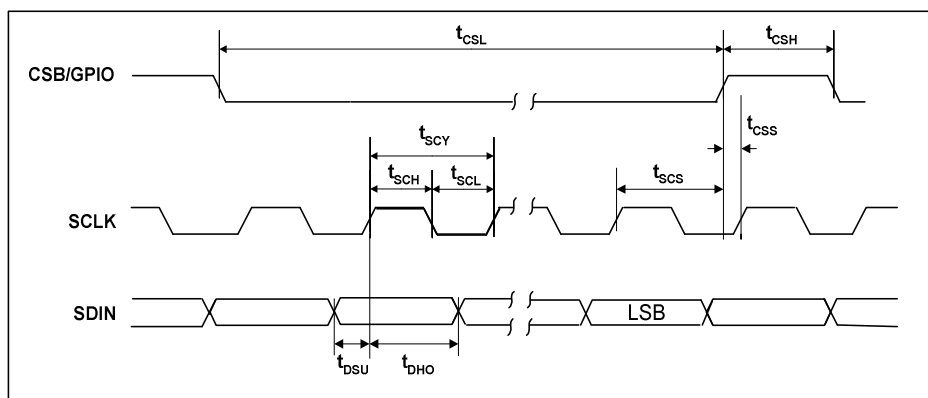 tCSL
tCSH
CSB/GPIO
tCSS
tSCY
tSCH
tSCL
tSCS
SCLK
SDIN
LSB
tDSU
tDHO